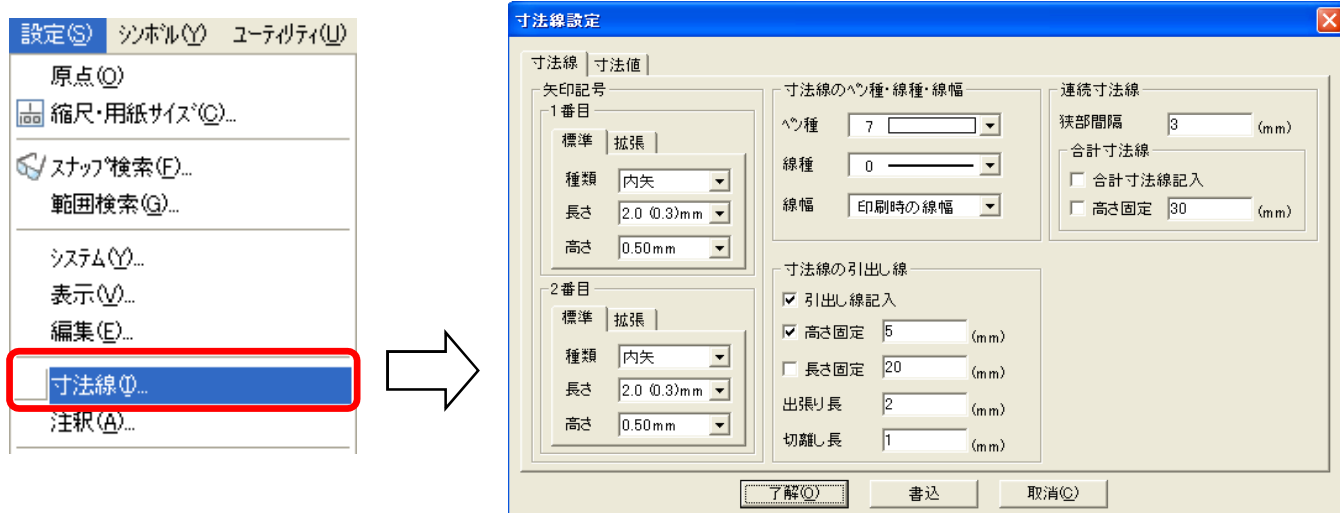 設定(S) シンボル(Y) ユーティリティ(U)
原点(O)
縮尺・用紙サイズ(C)...
スナップ検索(F)...
範囲検索(G)...
システム(Y)...
表示(V)...
編集(E)...
寸法線(I)...
注釈(A)...
寸法線設定
寸法線 寸法値
矢印記号
1番目
標準 拡張
種類 内矢
長さ 2.0 (0.3)mm
高さ 0.50mm
2番目
標準 拡張
種類 内矢
長さ 2.0 (0.3)mm
高さ 0.50mm
寸法線のペン種・線種・線幅
ペン種 7
線種 0
線幅 印刷時の線幅
寸法線の引出し線
引出し線記入
高さ固定 5 (mm)
長さ固定 20 (mm)
出張り長 2 (mm)
切離し長 1 (mm)
連続寸法線
狭部間隔 3 (mm)
合計寸法線
合計寸法線記入
高さ固定 30 (mm)
了解(O) 書込 取消(C)